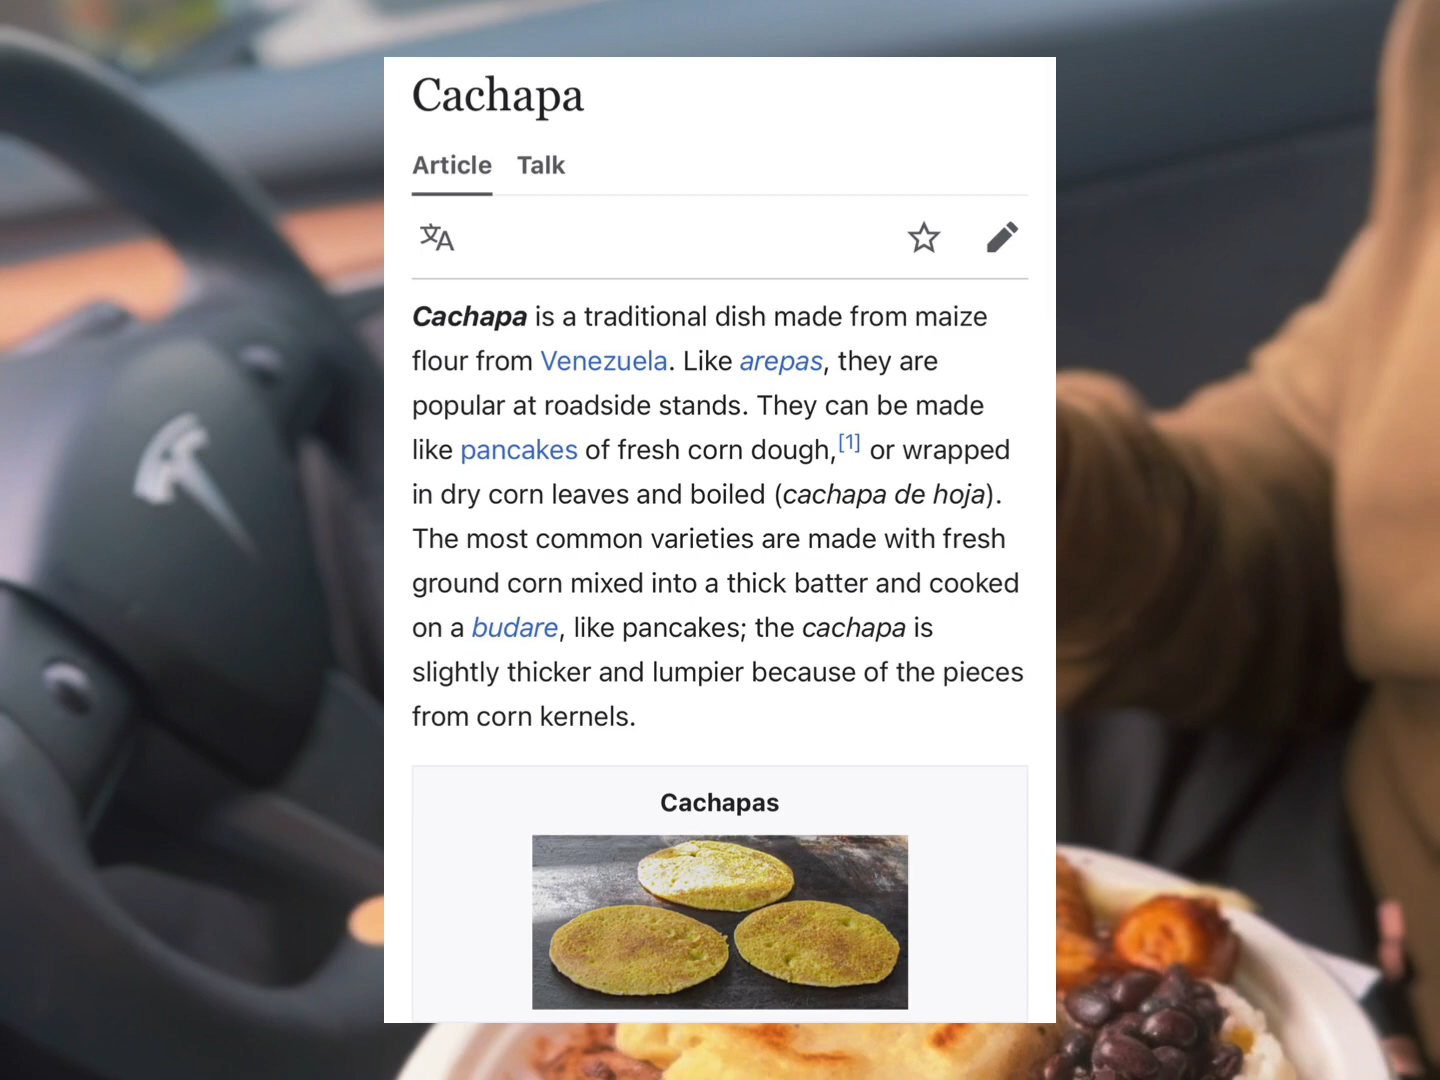 Cachapa
Article Talk
Cachapa is a traditional dish made from maize
flour from Venezuela. Like arepas, they are
popular at roadside stands. They can be made
like pancakes of fresh corn dough,[1] or wrapped
in dry corn leaves and boiled (cachapa de hoja).
The most common varieties are made with fresh
ground corn mixed into a thick batter and cooked
on a budare, like pancakes; the cachapa is
slightly thicker and lumpier because of the pieces
from corn kernels.
Cachapas